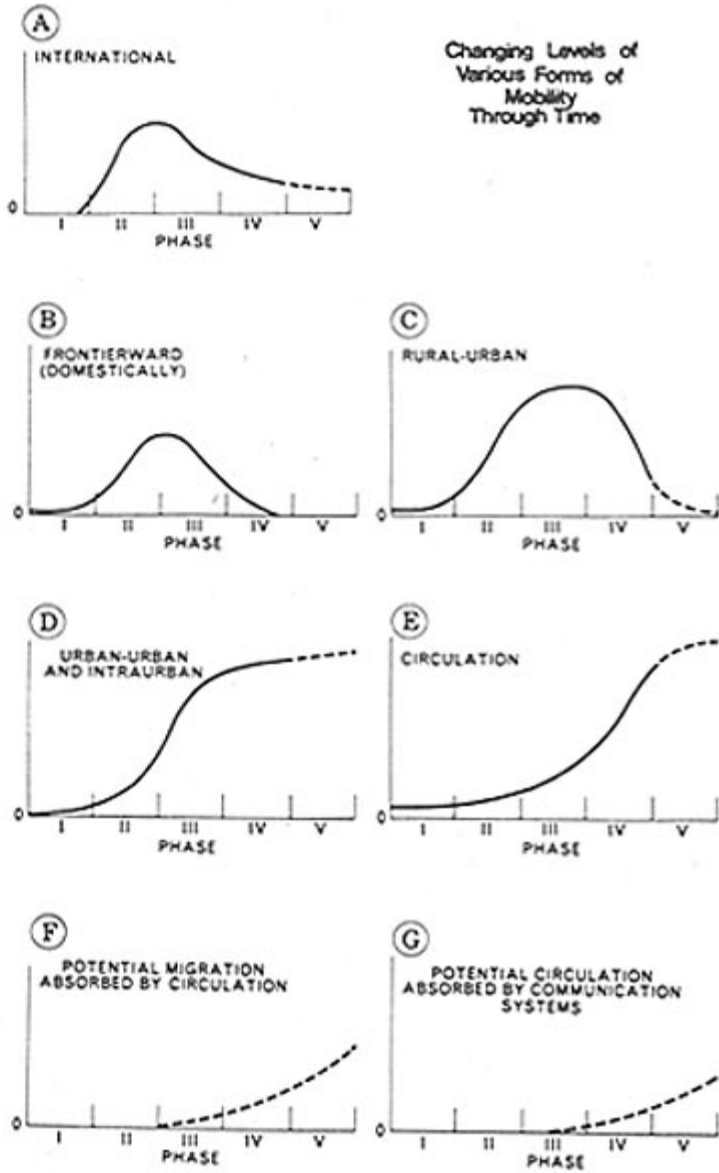 A
INTERNATIONAL
Changing Levels of
Various Forms of
Mobility
Through Time
0
I II III IV V
PHASE
B
FRONTIERWARD
(DOMESTICALLY)
0
I II III IV V
PHASE
C
RURAL-URBAN
0
I II III IV V
PHASE
D
URBAN-URBAN
AND INTRAURBAN
0
I II III IV V
PHASE
E
CIRCULATION
0
I II III IV V
PHASE
F
POTENTIAL MIGRATION
ABSORBED BY CIRCULATION
0
I II III IV V
PHASE
G
POTENTIAL CIRCULATION
ABSORBED BY COMMUNICATION
SYSTEMS
0
I II III IV V
PHASE